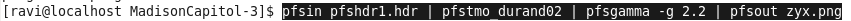 [ravi@localhost MadisonCapitol-3]$ pfsin pfshdr1.hdr | pfstmo_durand02 | pfsgamma -g 2.2 | pfsout zyx.png